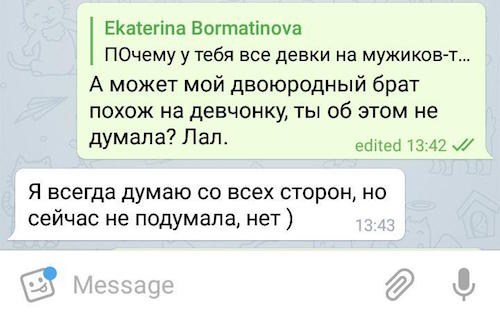 Ekaterina Bormatinova
ПОчему у тебя все девки на мужиков-т...
А может мой двоюродный брат
похож на девчонку, ты об этом не
думала? Лал.
edited 13:42
Я всегда думаю со всех сторон, но
сейчас не подумала, нет )
13:43
Message